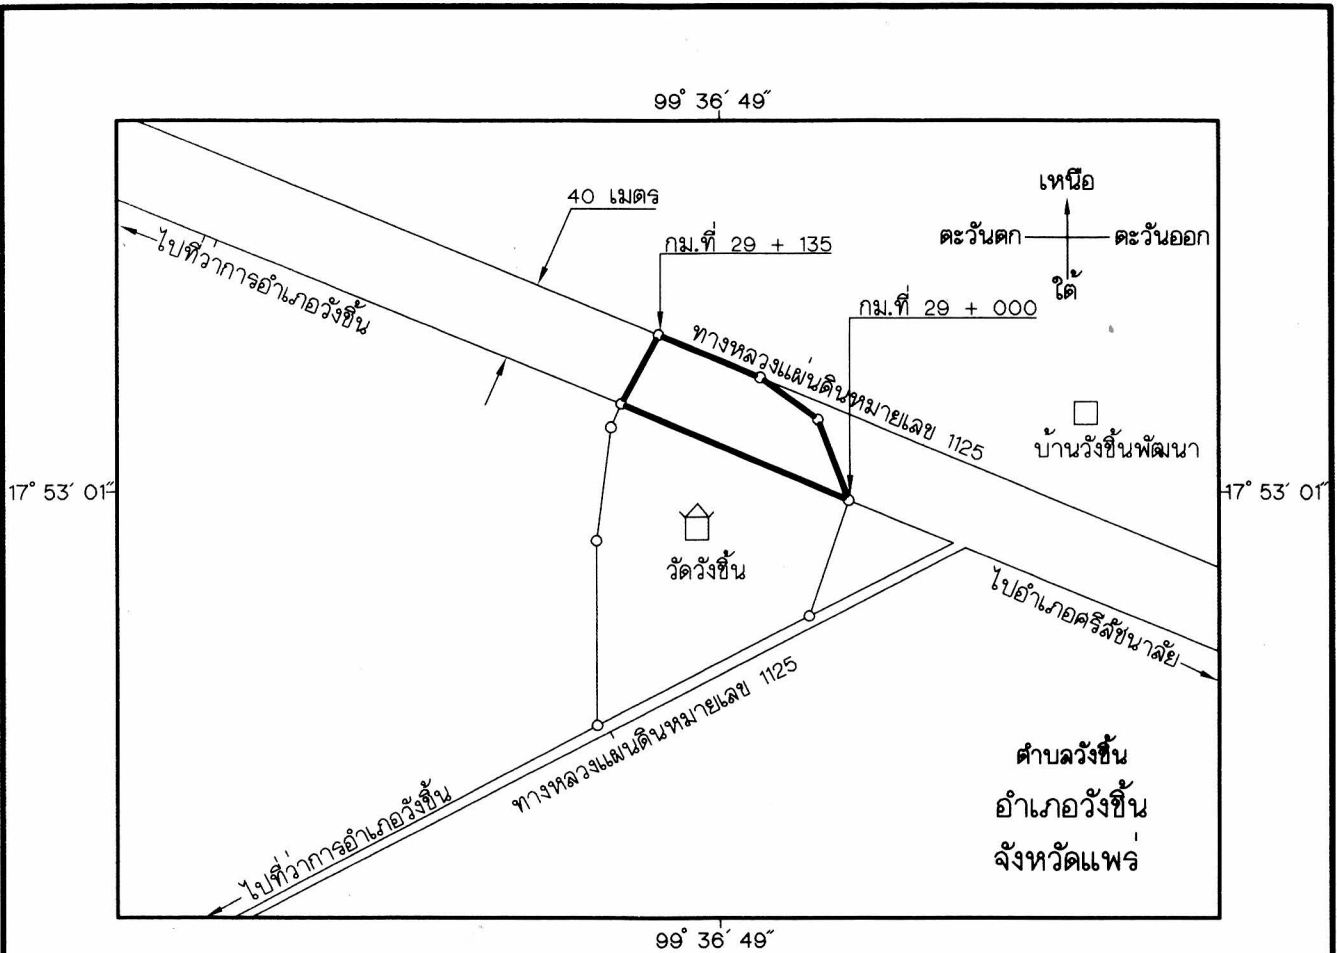 99° 36′ 49″
เหนือ
40 เมตร
กม.ที่ 29 + 135
ตะวันตก
ตะวันออก
ไปที่ว่าการอำเภอวังชิ้น
ใต้
กม.ที่ 29 + 000
ทางหลวงแผ่นดินหมายเลข 1125
บ้านวังชิ้นพัฒนา
17° 53′ 01″
17° 53′ 01″
วัดวังชิ้น
ไปอำเภอศรีสัชนาลัย
ทางหลวงแผ่นดินหมายเลข 1125
ตำบลวังชิ้น
อำเภอวังชิ้น
ไปที่ว่าการอำเภอวังชิ้น
จังหวัดแพร่
99° 36′ 49″